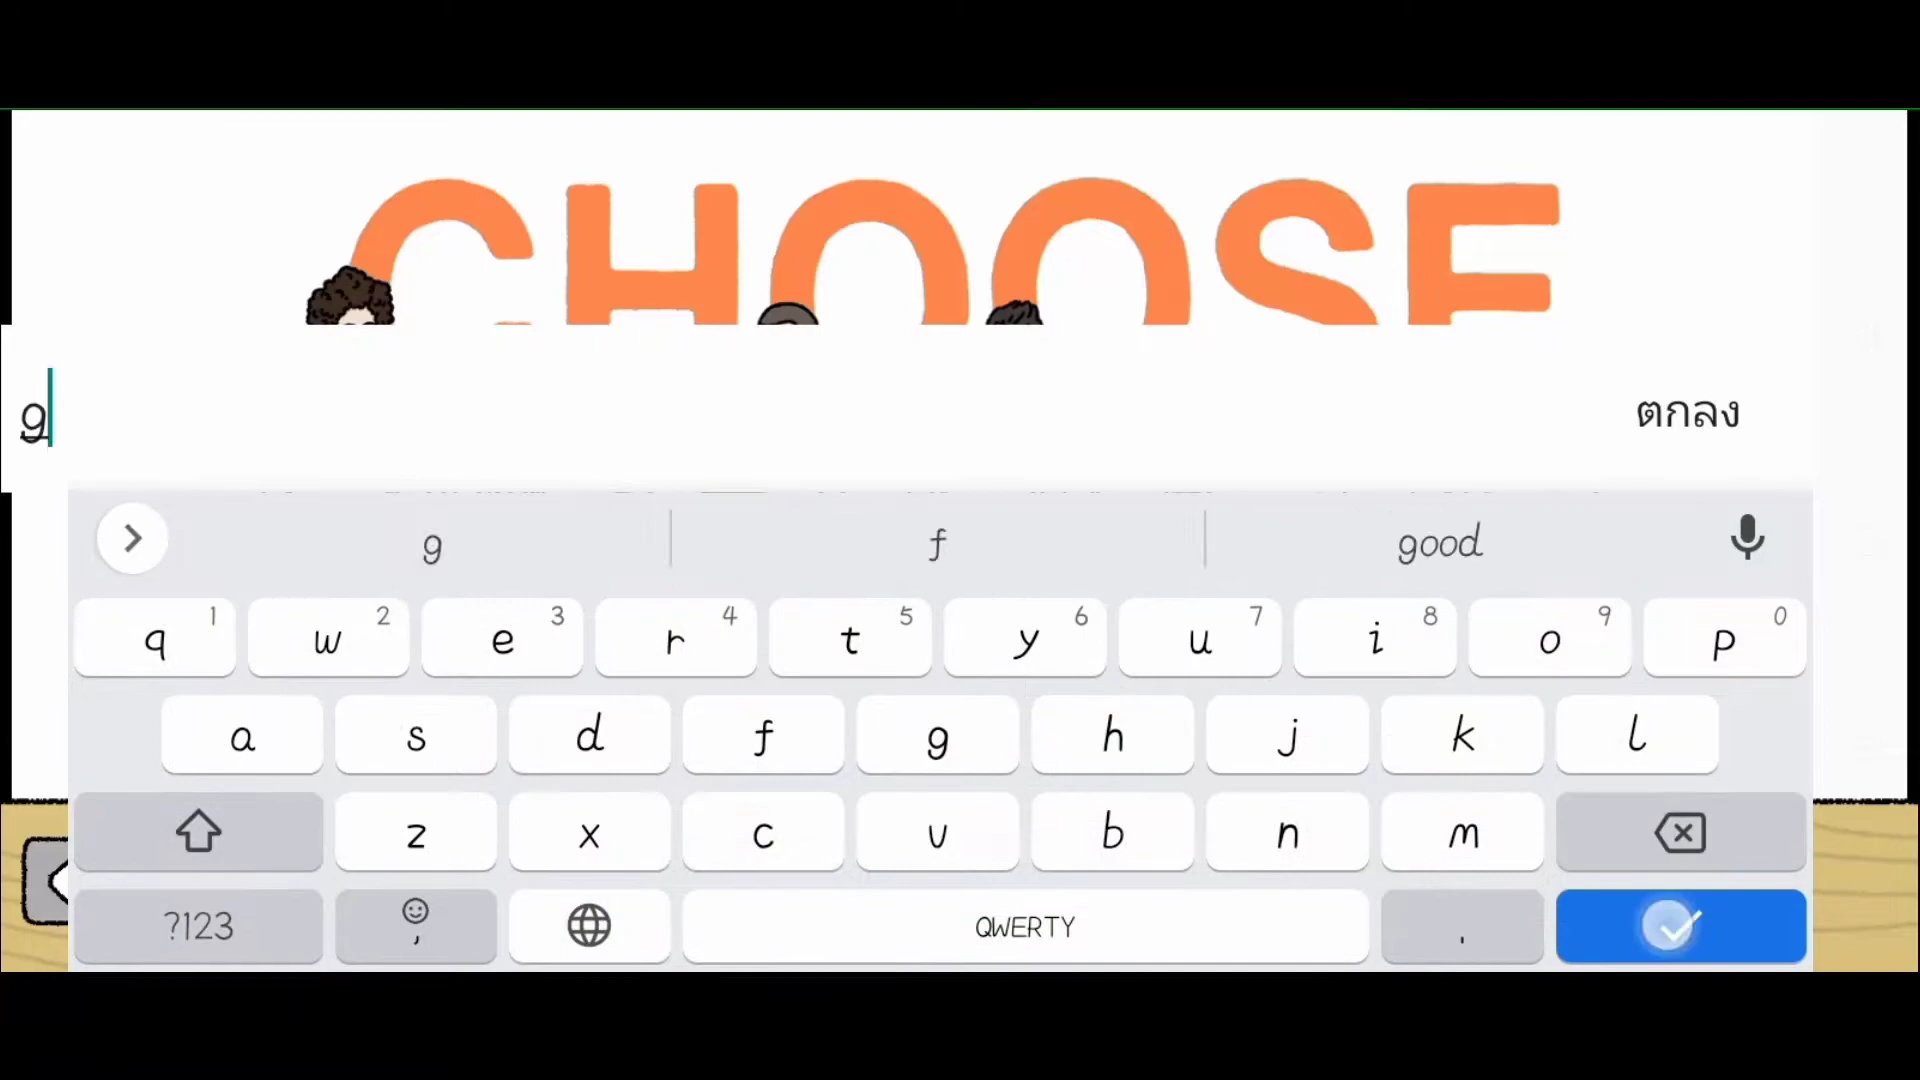 CHOOSE
g ตกลง
g f good
q 1 w 2 e 3 r 4 t 5 y 6 u 7 i 8 o 9 p 0
a s d f g h j k l
z x c v b n m
?123 , QWERTY .